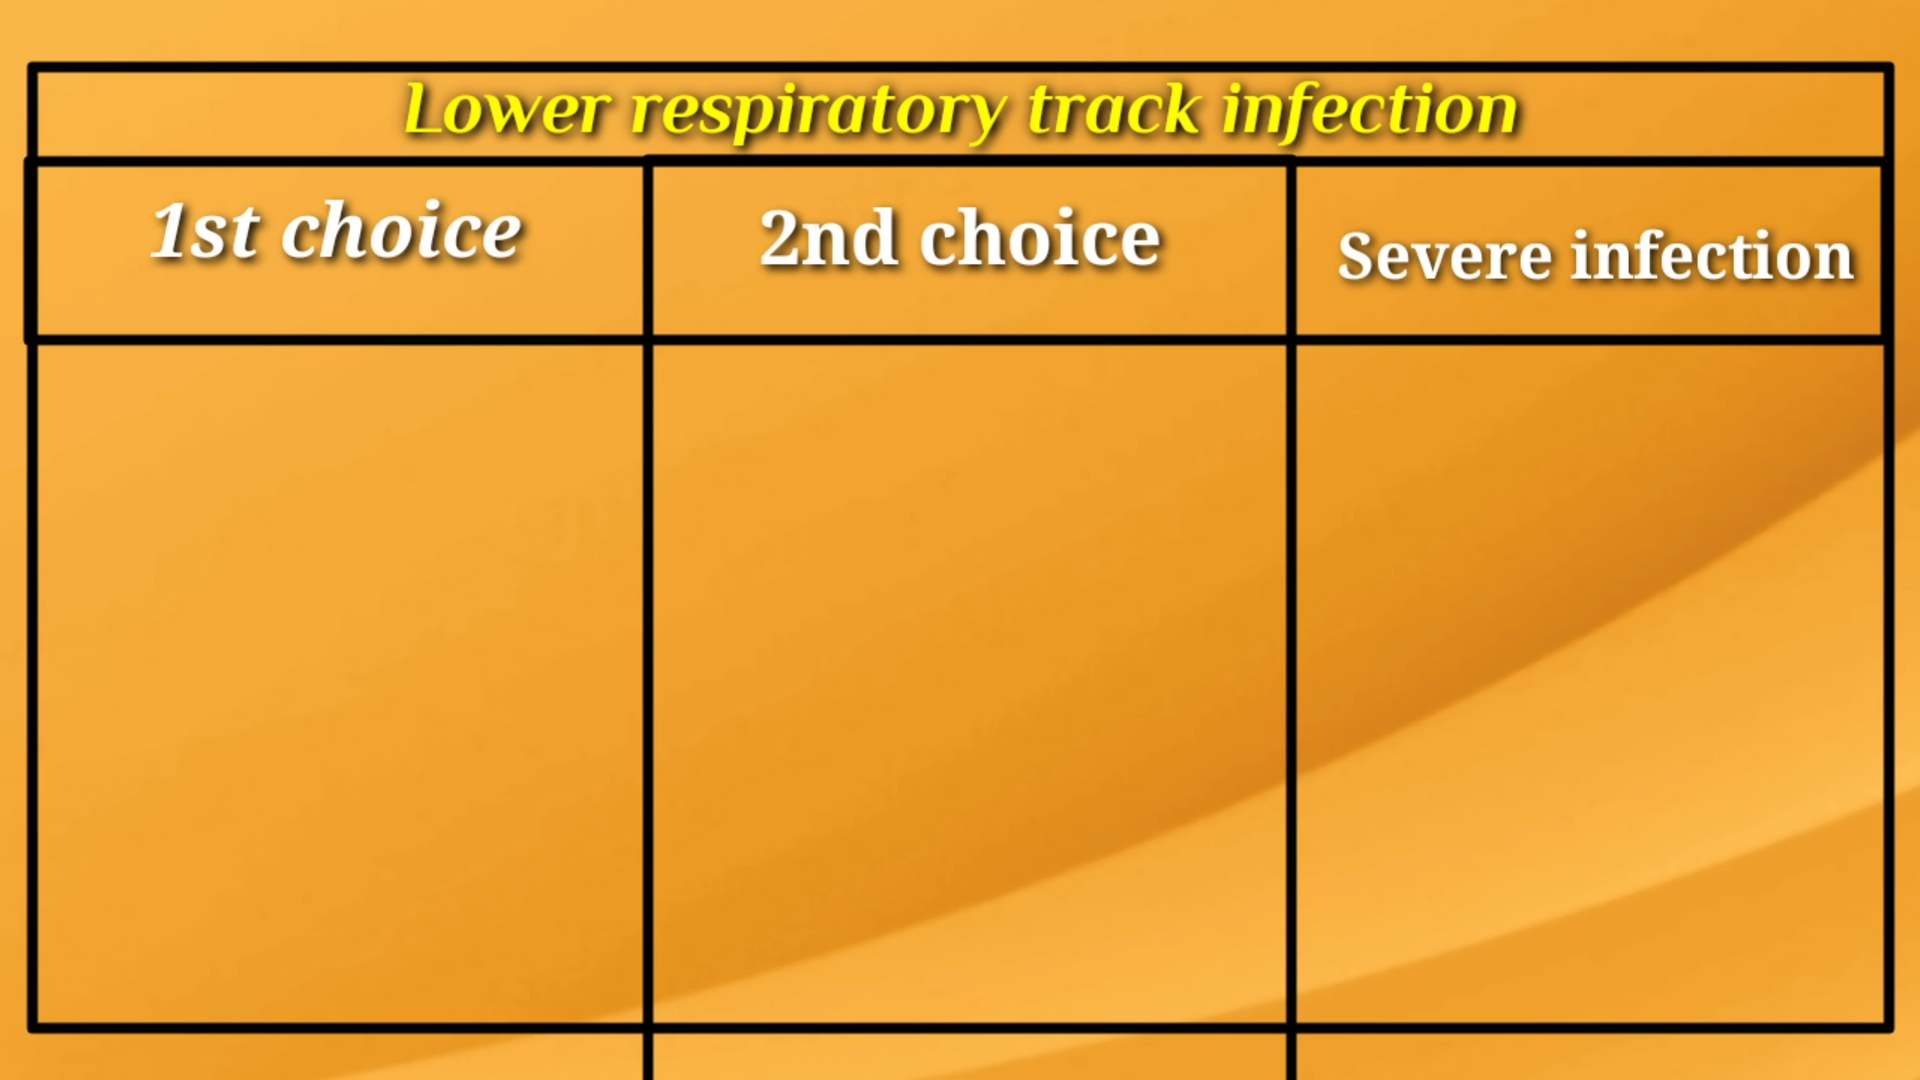 Lower respiratory track infection
1st choice
2nd choice
Severe infection